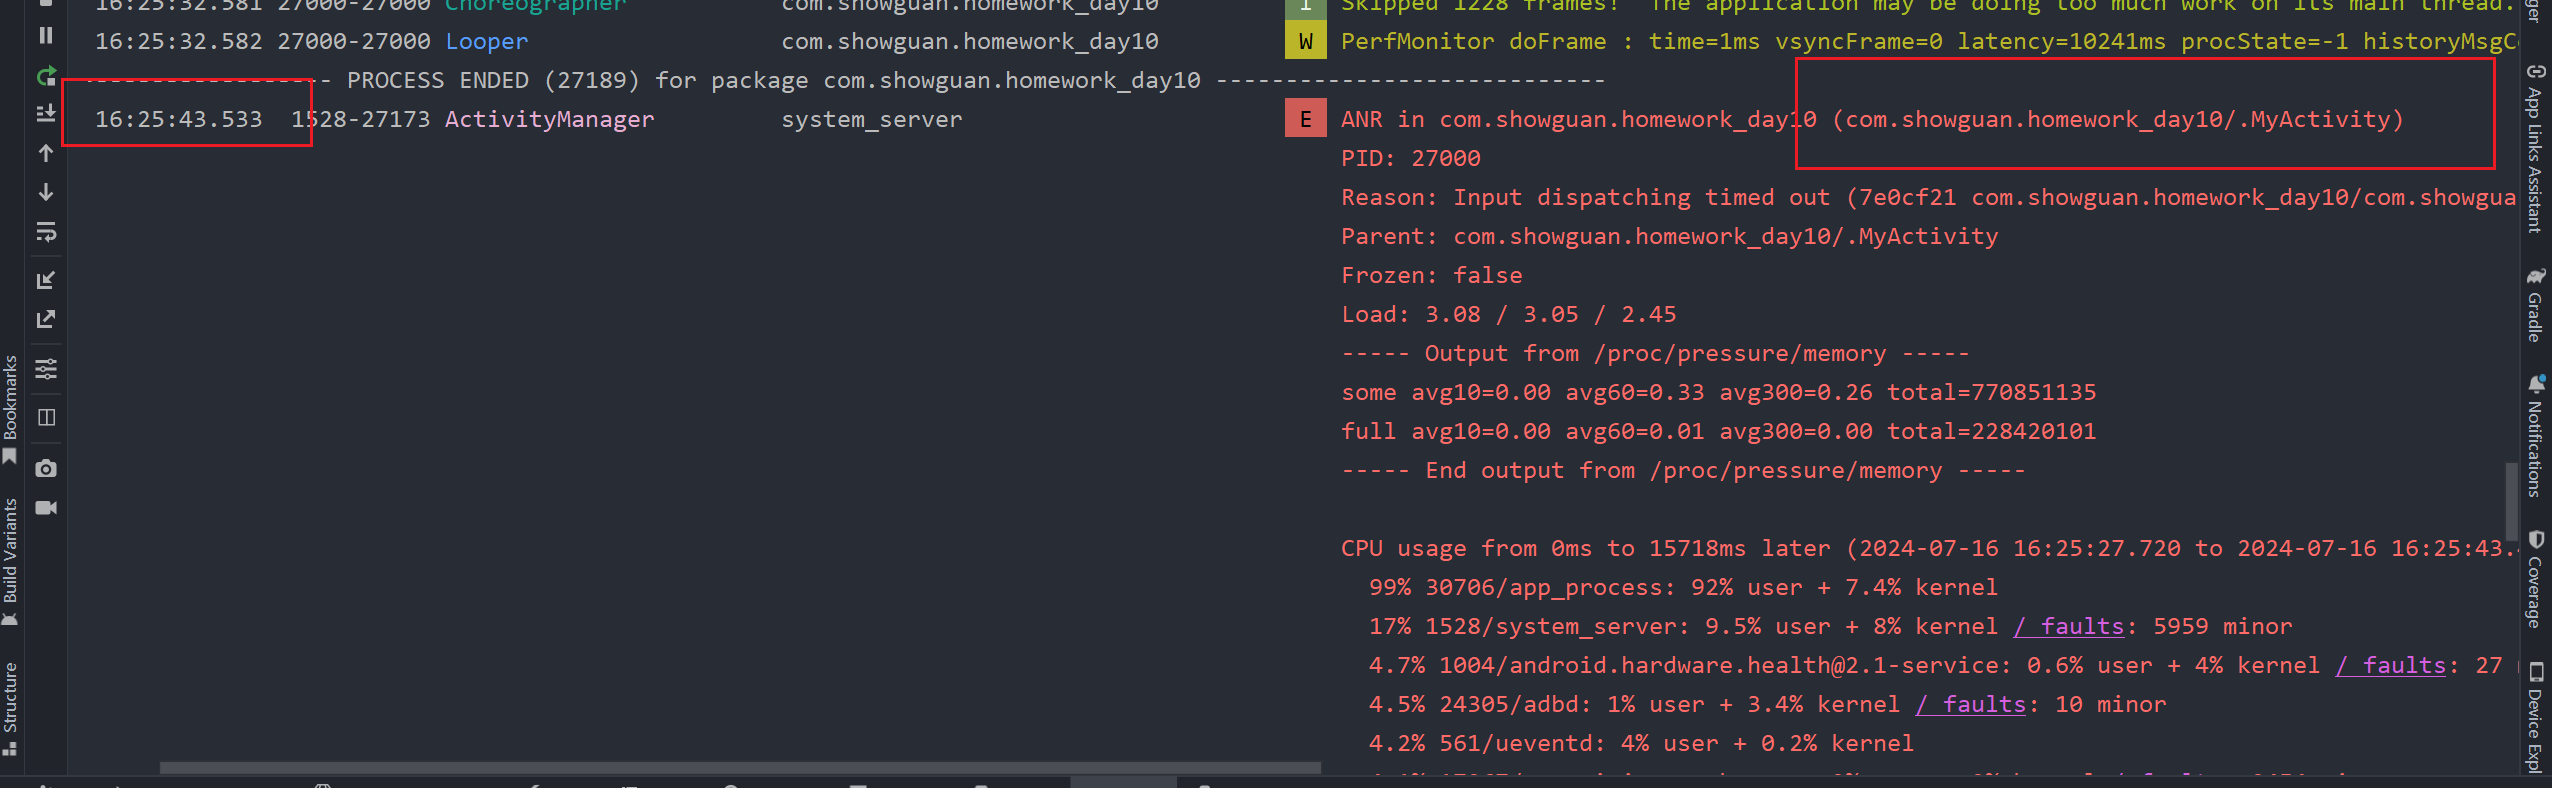 16:25:32.581 27000-27000 Choreographer com.showguan.homework_day10 I Skipped 1228 frames! The application may be doing too much work on its main thread.
16:25:32.582 27000-27000 Looper com.showguan.homework_day10 W PerfMonitor doFrame : time=1ms vsyncFrame=0 latency=10241ms procState=-1 historyMsgC
---------------- PROCESS ENDED (27189) for package com.showguan.homework_day10 ----------------------------
16:25:43.533 1528-27173 ActivityManager system_server E ANR in com.showguan.homework_day10 (com.showguan.homework_day10/.MyActivity)
PID: 27000
Reason: Input dispatching timed out (7e0cf21 com.showguan.homework_day10/com.showgua
Parent: com.showguan.homework_day10/.MyActivity
Frozen: false
Load: 3.08 / 3.05 / 2.45
----- Output from /proc/pressure/memory -----
some avg10=0.00 avg60=0.33 avg300=0.26 total=770851135
full avg10=0.00 avg60=0.01 avg300=0.00 total=228420101
----- End output from /proc/pressure/memory -----
CPU usage from 0ms to 15718ms later (2024-07-16 16:25:27.720 to 2024-07-16 16:25:43.
99% 30706/app_process: 92% user + 7.4% kernel
17% 1528/system_server: 9.5% user + 8% kernel / faults: 5959 minor
4.7% 1004/android.hardware.health@2.1-service: 0.6% user + 4% kernel / faults: 27
4.5% 24305/adbd: 1% user + 3.4% kernel / faults: 10 minor
4.2% 561/ueventd: 4% user + 0.2% kernel
Bookmarks
Build Variants
Structure
ger
App Links Assistant
Gradle
Notifications
Coverage
Device Expl